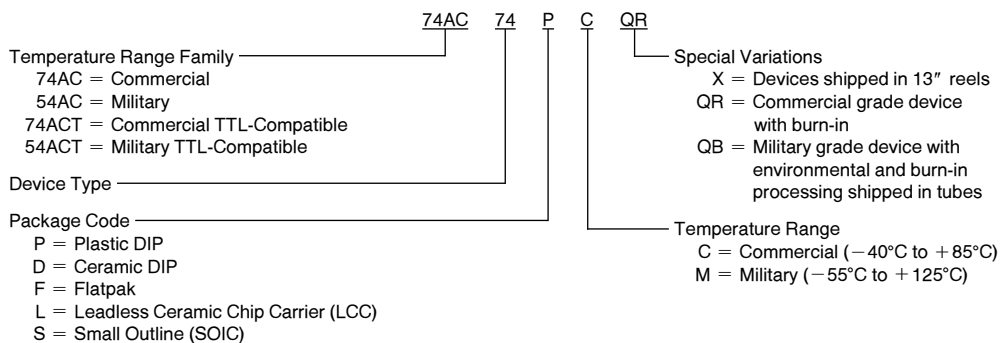 74AC 74 P C QR
Temperature Range Family
74AC = Commercial
54AC = Military
74ACT = Commercial TTL-Compatible
54ACT = Military TTL-Compatible
Device Type
Package Code
P = Plastic DIP
D = Ceramic DIP
F = Flatpak
L = Leadless Ceramic Chip Carrier (LCC)
S = Small Outline (SOIC)
Special Variations
X = Devices shipped in 13″ reels
QR = Commercial grade device
with burn-in
QB = Military grade device with
environmental and burn-in
processing shipped in tubes
Temperature Range
C = Commercial (−40°C to +85°C)
M = Military (−55°C to +125°C)